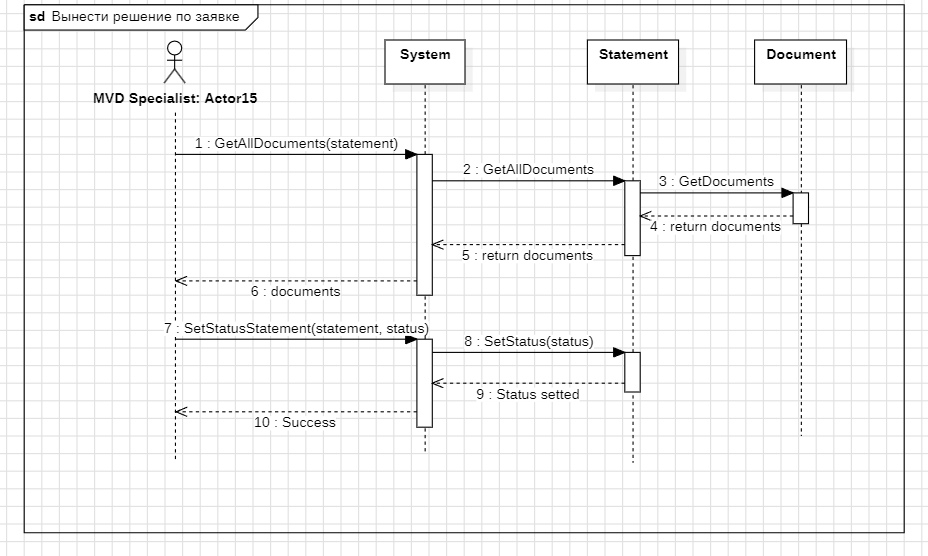 sd Вынести решение по заявке
System
Statement
Document
MVD Specialist: Actor15
1 : GetAllDocuments(statement)
2 : GetAllDocuments
3 : GetDocuments
4 : return documents
5 : return documents
6 : documents
7 : SetStatusStatement(statement, status)
8 : SetStatus(status)
9 : Status setted
10 : Success